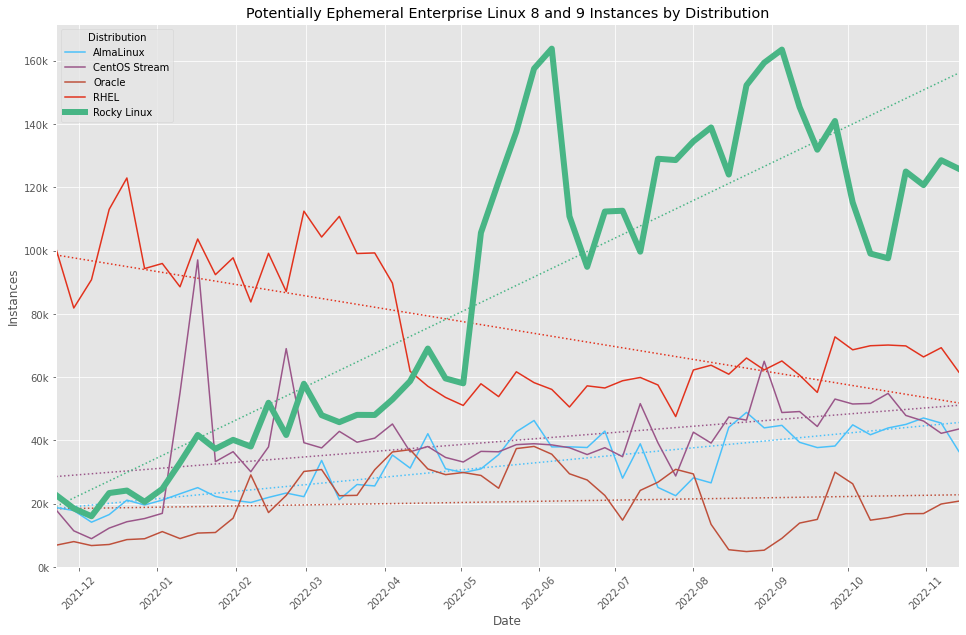 Potentially Ephemeral Enterprise Linux 8 and 9 Instances by Distribution
Distribution
AlmaLinux
CentOS Stream
Oracle
RHEL
Rocky Linux
160k
140k
120k
100k
80k
60k
40k
20k
0k
Instances
2021-12
2022-01
2022-02
2022-03
2022-04
2022-05
2022-06
2022-07
2022-08
2022-09
2022-10
2022-11
Date